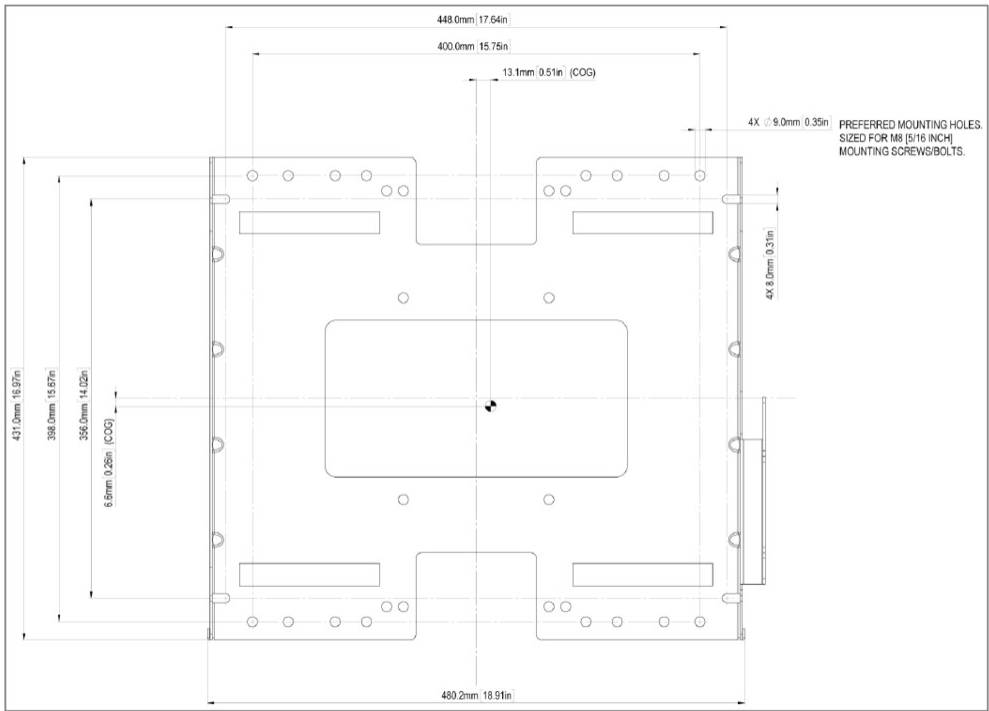 448.0mm [17.64in]
400.0mm [15.75in]
13.1mm [0.51in] (COG)
4X ∅ 9.0mm [0.35in]
PREFERRED MOUNTING HOLES.
SIZED FOR M8 [5/16 INCH]
MOUNTING SCREWS/BOLTS.
4X 8.0mm [0.31in]
431.0mm [16.97in]
398.0mm [15.67in]
356.0mm [14.02in]
6.6mm [0.26in] (COG)
480.2mm [18.91in]